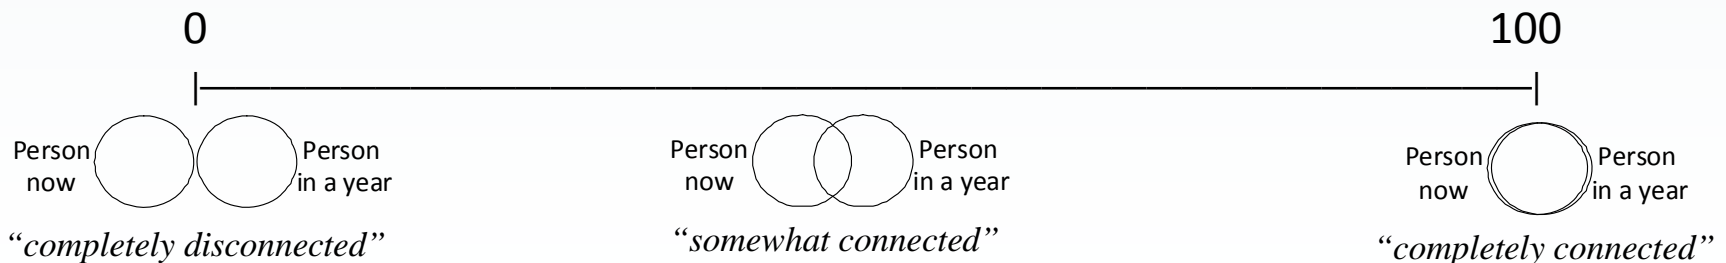 0 100
Person now Person in a year
Person now Person in a year
Person now Person in a year
“completely disconnected” “somewhat connected” “completely connected”